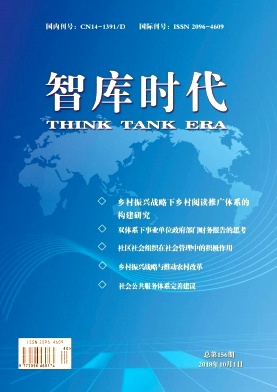 国内刊号：CN14-1391/D 国际刊号：ISSN 2096-4609
智库时代
THINK TANK ERA
乡村振兴战略下乡村阅读推广体系的
构建研究
双体系下事业单位政府部门财务报告的思考
社区社会组织在社会管理中的积极作用
乡村振兴战略与推动农村改革
社会公共服务体系完善建议
ISSN 2096-4609
总第156期
2018年10月1日